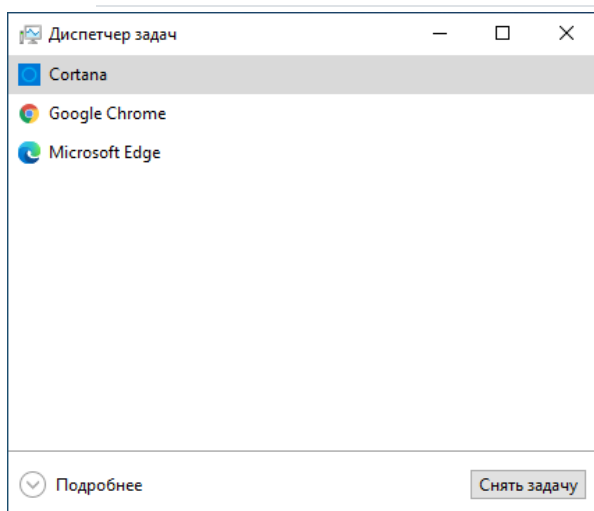 Диспетчер задач
Cortana
Google Chrome
Microsoft Edge
Подробнее
Снять задачу